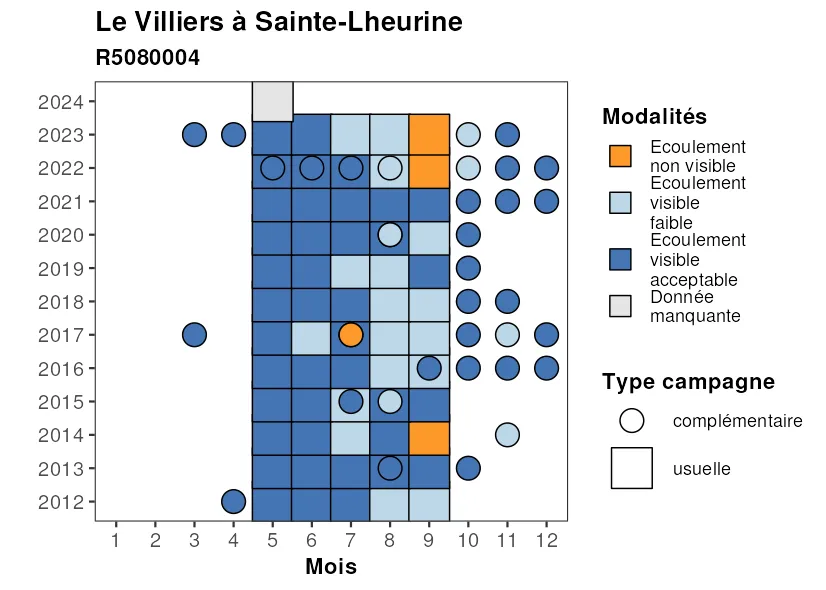 Le Villiers à Sainte-Lheurine
R5080004
2024
2023
2022
2021
2020
2019
2018
2017
2016
2015
2014
2013
2012
1 2 3 4 5 6 7 8 9 10 11 12
Mois
Modalités
Ecoulement
non visible
Ecoulement
visible
faible
Ecoulement
visible
acceptable
Donnée
manquante
Type campagne
complémentaire
usuelle